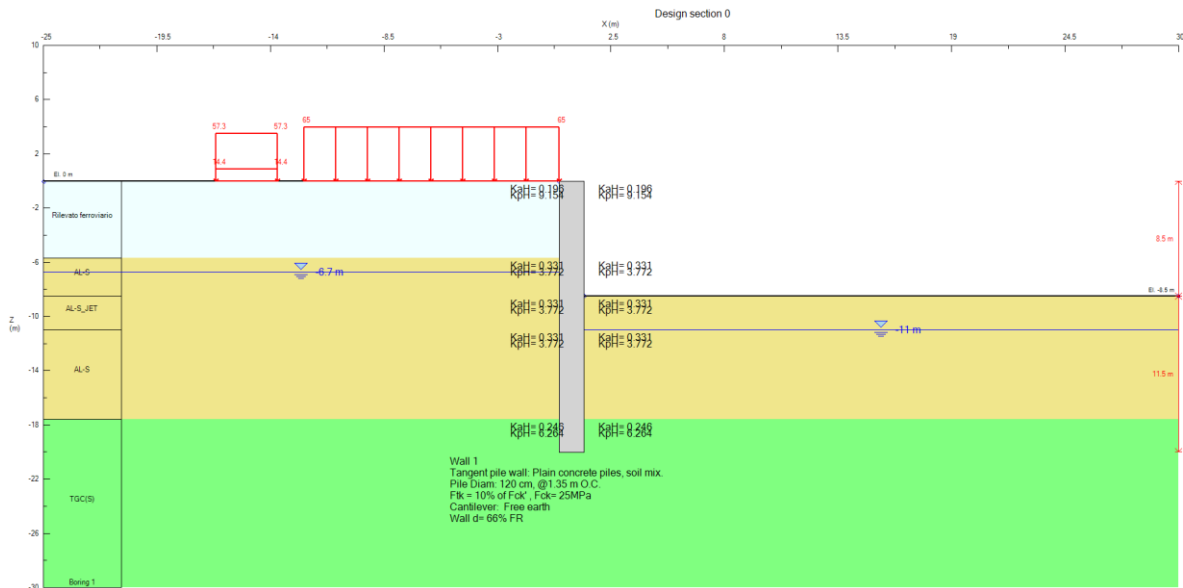 Design section 0
X (m)
-25 -19.5 -14 -8.5 -3 2.5 8 13.5 19 24.5 30
10
6
2
-2
-6
-10
-14
-18
-22
-26
-30
Z
(m)
57.3 57.3
14.4 14.4
65 65
El. 0 m
KaH= 0.196
KpH= 9.154
KaH= 0.196
KpH= 9.154
Rilevato ferroviario
8.5 m
AL-S
-6.7 m
KaH= 0.331
KpH= 3.772
KaH= 0.331
KpH= 3.772
El. -8.5 m
AL-S_JET
KaH= 0.331
KpH= 3.772
KaH= 0.331
KpH= 3.772
-11 m
KaH= 0.331
KpH= 3.772
KaH= 0.331
KpH= 3.772
AL-S
11.5 m
KaH= 0.246
KpH= 6.264
KaH= 0.246
KpH= 6.264
Wall 1
Tangent pile wall: Plain concrete piles, soil mix.
Pile Diam: 120 cm, @1.35 m O.C.
Ftk = 10% of Fck' , Fck= 25MPa
Cantilever: Free earth
Wall d= 66% FR
TGC(S)
Boring 1